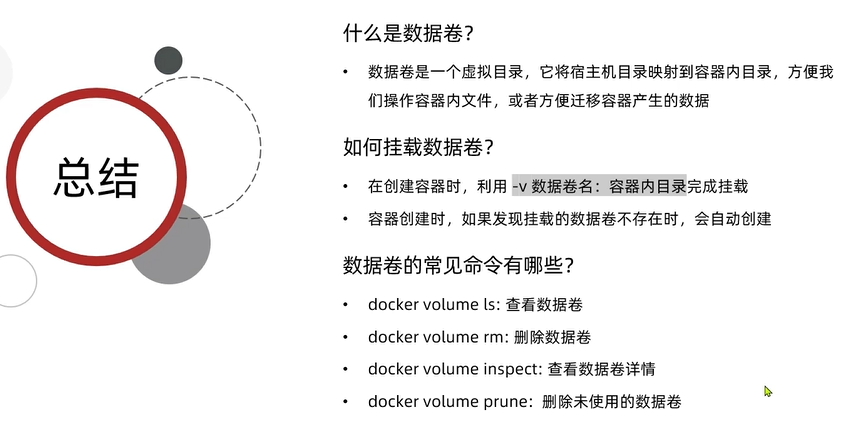 总结
什么是数据卷?
• 数据卷是一个虚拟目录，它将宿主机目录映射到容器内目录，方便我
们操作容器内文件，或者方便迁移容器产生的数据
如何挂载数据卷?
• 在创建容器时，利用 -v 数据卷名：容器内目录完成挂载
• 容器创建时，如果发现挂载的数据卷不存在时，会自动创建
数据卷的常见命令有哪些?
• docker volume ls: 查看数据卷
• docker volume rm: 删除数据卷
• docker volume inspect: 查看数据卷详情
• docker volume prune：删除未使用的数据卷